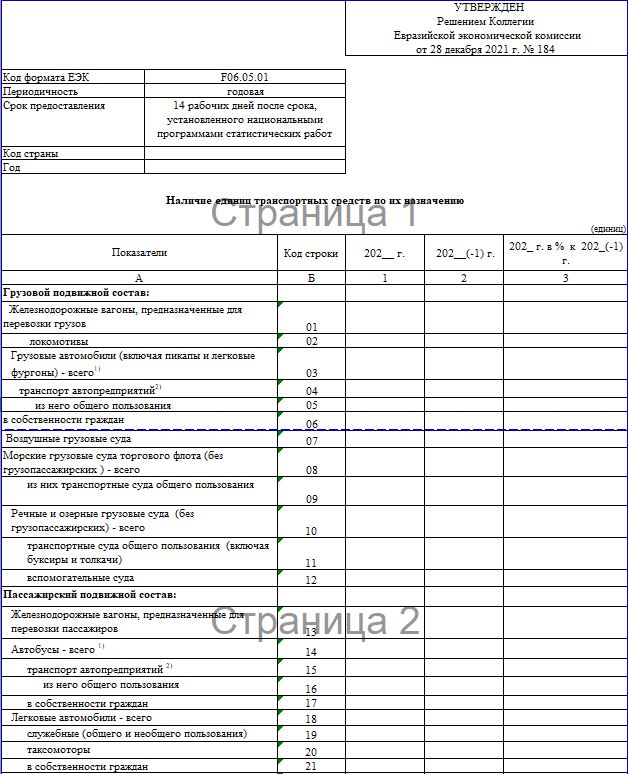 УТВЕРЖДЕН
Решением Коллегии
Евразийской экономической комиссии
от 28 декабря 2021 г. № 184
Код формата ЕЭК F06.05.01
Периодичность годовая
Срок предоставления 14 рабочих дней после срока,
установленного национальными
программами статистических работ
Код страны
Год
Наличие единиц транспортных средств по их назначению
Страница 1
(единиц)
Показатели Код строки 202__ г. 202__(-1) г. 202_ г. в % к 202_(-1)
г.
А Б 1 2 3
Грузовой подвижной состав:
Железнодорожные вагоны, предназначенные для
перевозки грузов 01
локомотивы 02
Грузовые автомобили (включая пикапы и легковые
фургоны) - всего1) 03
транспорт автопредприятий2) 04
из него общего пользования 05
в собственности граждан 06
Воздушные грузовые суда 07
Морские грузовые суда торгового флота (без
грузопассажирских ) - всего 08
из них транспортные суда общего пользования
09
Речные и озерные грузовые суда (без
грузопассажирских) - всего 10
транспортные суда общего пользования (включая
буксиры и толкачи) 11
вспомогательные суда 12
Пассажирский подвижной состав:
Страница 2
Железнодорожные вагоны, предназначенные для
перевозки пассажиров 13
Автобусы - всего 1) 14
транспорт автопредприятий 2) 15
из него общего пользования 16
в собственности граждан 17
Легковые автомобили - всего 18
служебные (общего и необщего пользования) 19
таксомоторы 20
в собственности граждан 21